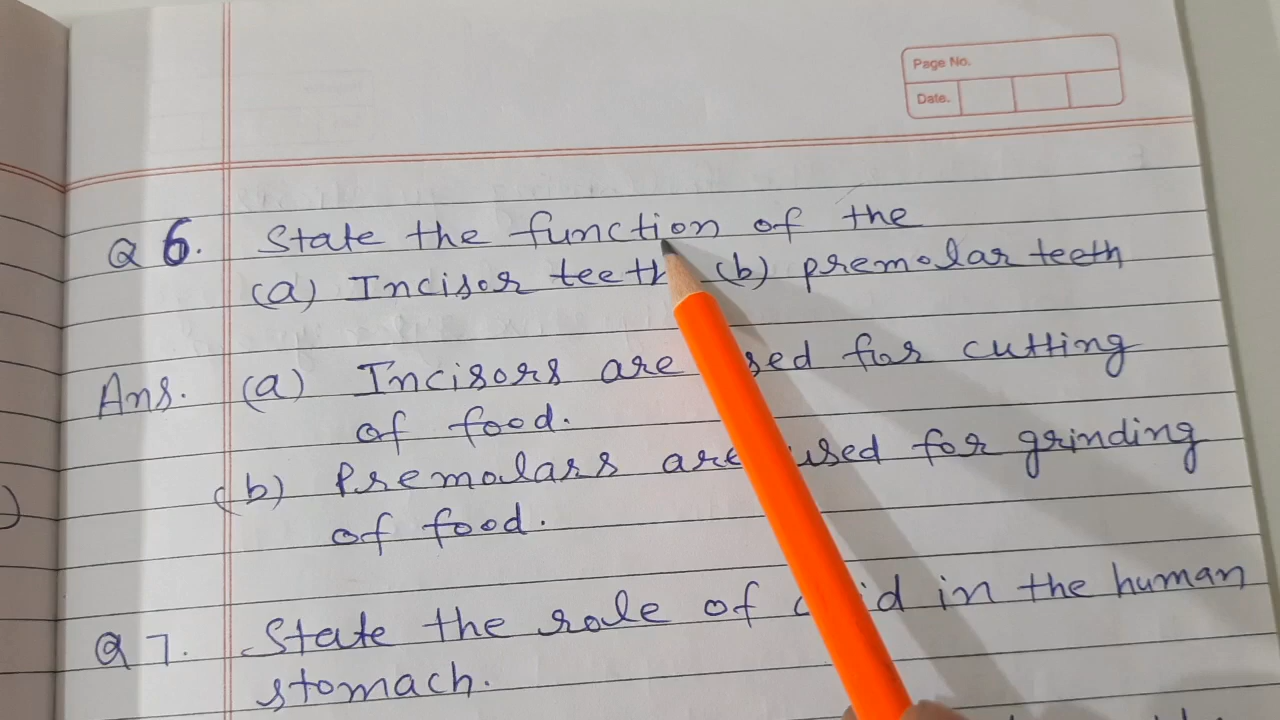 Page No.
Date.
Q 6. State the function of the
(a) Incisor teeth (b) premolar teeth
Ans. (a) Incisors are used for cutting
of food.
(b) Premolars are used for grinding
of food.
Q 7. State the role of acid in the human
stomach.